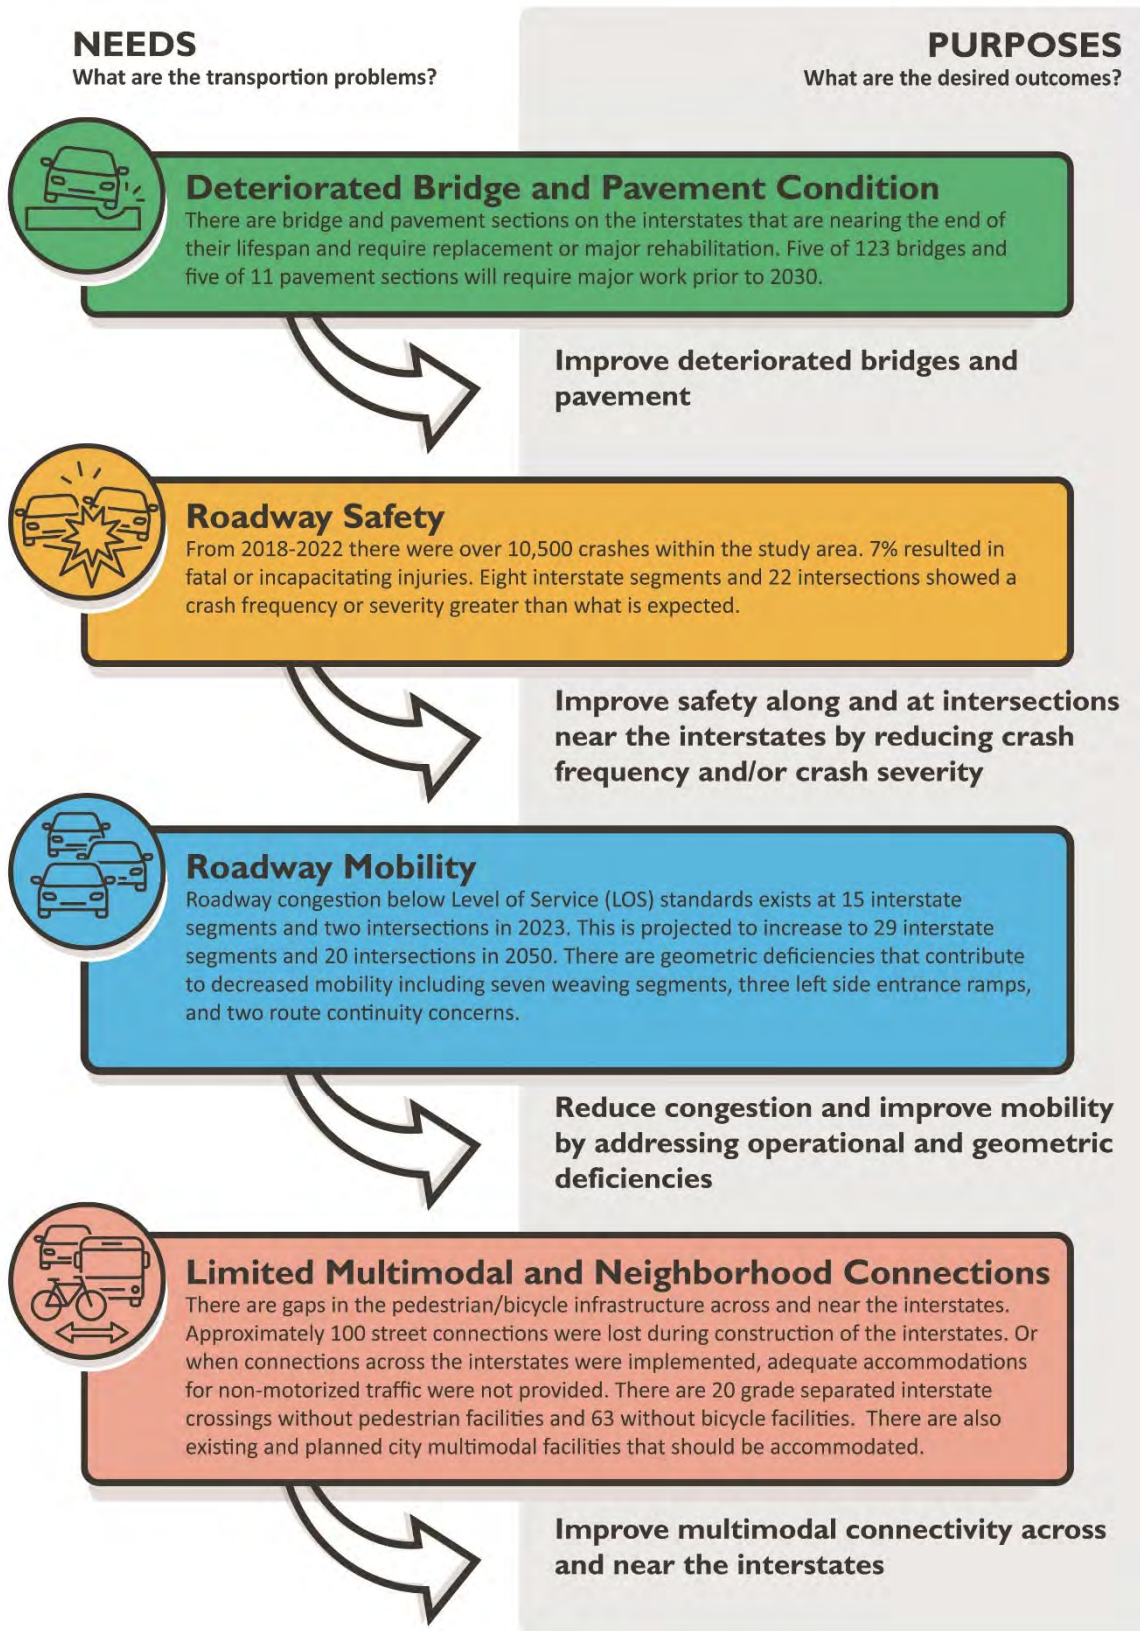 NEEDS
What are the transportion problems?
PURPOSES
What are the desired outcomes?
Deteriorated Bridge and Pavement Condition
There are bridge and pavement sections on the interstates that are nearing the end of
their lifespan and require replacement or major rehabilitation. Five of 123 bridges and
five of 11 pavement sections will require major work prior to 2030.
Improve deteriorated bridges and
pavement
Roadway Safety
From 2018-2022 there were over 10,500 crashes within the study area. 7% resulted in
fatal or incapacitating injuries. Eight interstate segments and 22 intersections showed a
crash frequency or severity greater than what is expected.
Improve safety along and at intersections
near the interstates by reducing crash
frequency and/or crash severity
Roadway Mobility
Roadway congestion below Level of Service (LOS) standards exists at 15 interstate
segments and two intersections in 2023. This is projected to increase to 29 interstate
segments and 20 intersections in 2050. There are geometric deficiencies that contribute
to decreased mobility including seven weaving segments, three left side entrance ramps,
and two route continuity concerns.
Reduce congestion and improve mobility
by addressing operational and geometric
deficiencies
Limited Multimodal and Neighborhood Connections
There are gaps in the pedestrian/bicycle infrastructure across and near the interstates.
Approximately 100 street connections were lost during construction of the interstates. Or
when connections across the interstates were implemented, adequate accommodations
for non-motorized traffic were not provided. There are 20 grade separated interstate
crossings without pedestrian facilities and 63 without bicycle facilities. There are also
existing and planned city multimodal facilities that should be accommodated.
Improve multimodal connectivity across
and near the interstates